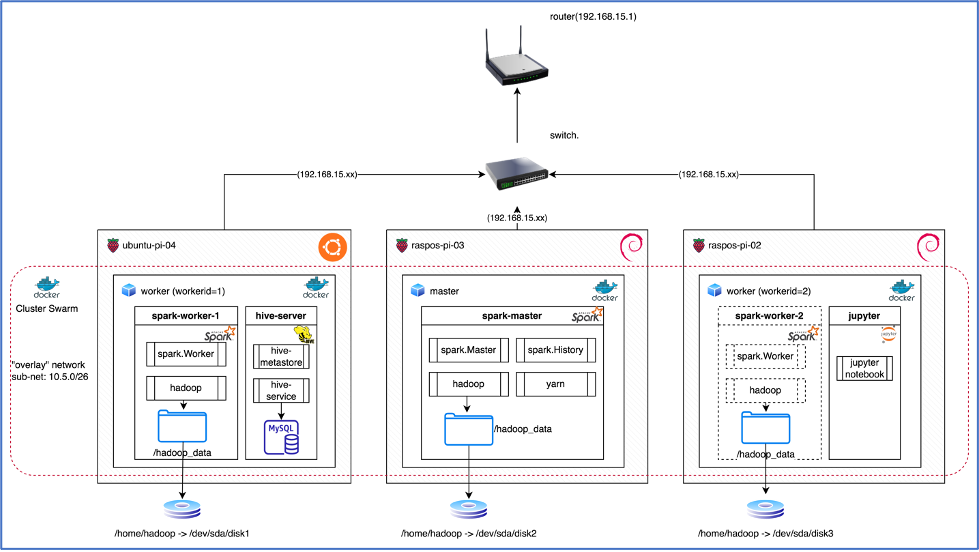 router(192.168.15.1)
switch.
(192.168.15.xx)
(192.168.15.xx)
(192.168.15.xx)
ubuntu-pi-04
raspos-pi-03
raspos-pi-02
docker
Cluster Swarm
"overlay" network
sub-net: 10.5.0/26
worker (workerid=1)
docker
spark-worker-1
Spark
spark.Worker
hadoop
/hadoop_data
hive-server
HIVE
hive-
metastore
hive-
service
MySQL
master
docker
spark-master
Spark
spark.Master
spark.History
hadoop
yarn
/hadoop_data
worker (workerid=2)
docker
spark-worker-2
Spark
spark.Worker
hadoop
/hadoop_data
jupyter
jupyter
notebook
/home/hadoop -> /dev/sda/disk1
/home/hadoop -> /dev/sda/disk2
/home/hadoop -> /dev/sda/disk3